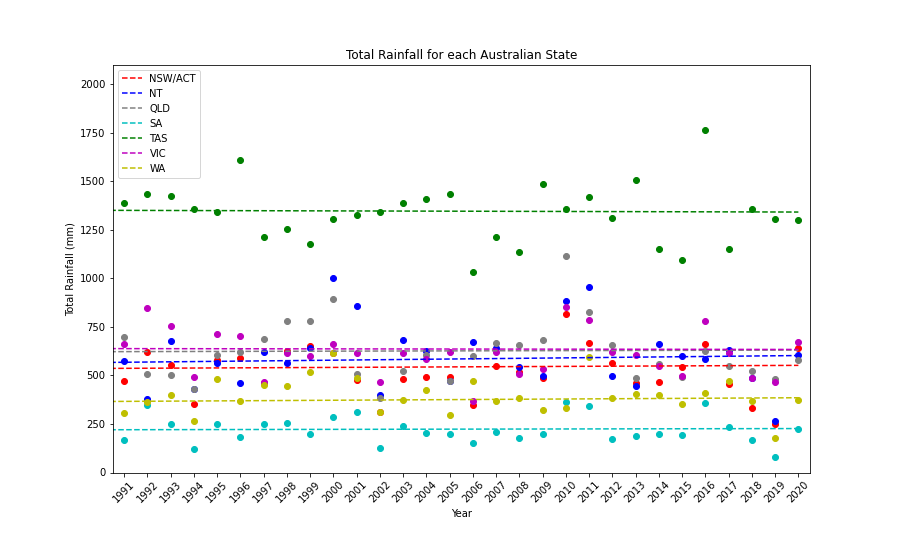 Total Rainfall for each Australian State
NSW/ACT
NT
QLD
SA
TAS
VIC
WA
Total Rainfall (mm)
2000
1750
1500
1250
1000
750
500
250
0
1991 1992 1993 1994 1995 1996 1997 1998 1999 2000 2001 2002 2003 2004 2005 2006 2007 2008 2009 2010 2011 2012 2013 2014 2015 2016 2017 2018 2019 2020
Year